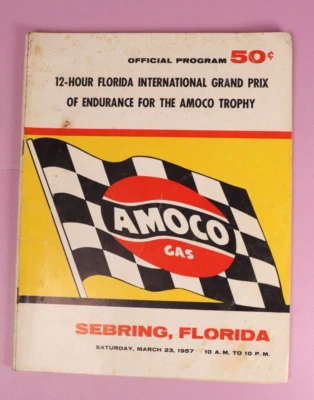 OFFICIAL PROGRAM 50¢
12-HOUR FLORIDA INTERNATIONAL GRAND PRIX
OF ENDURANCE FOR THE AMOCO TROPHY
AMOCO
GAS
SEBRING, FLORIDA
SATURDAY, MARCH 23, 1957 10 A.M. TO 10 P.M.